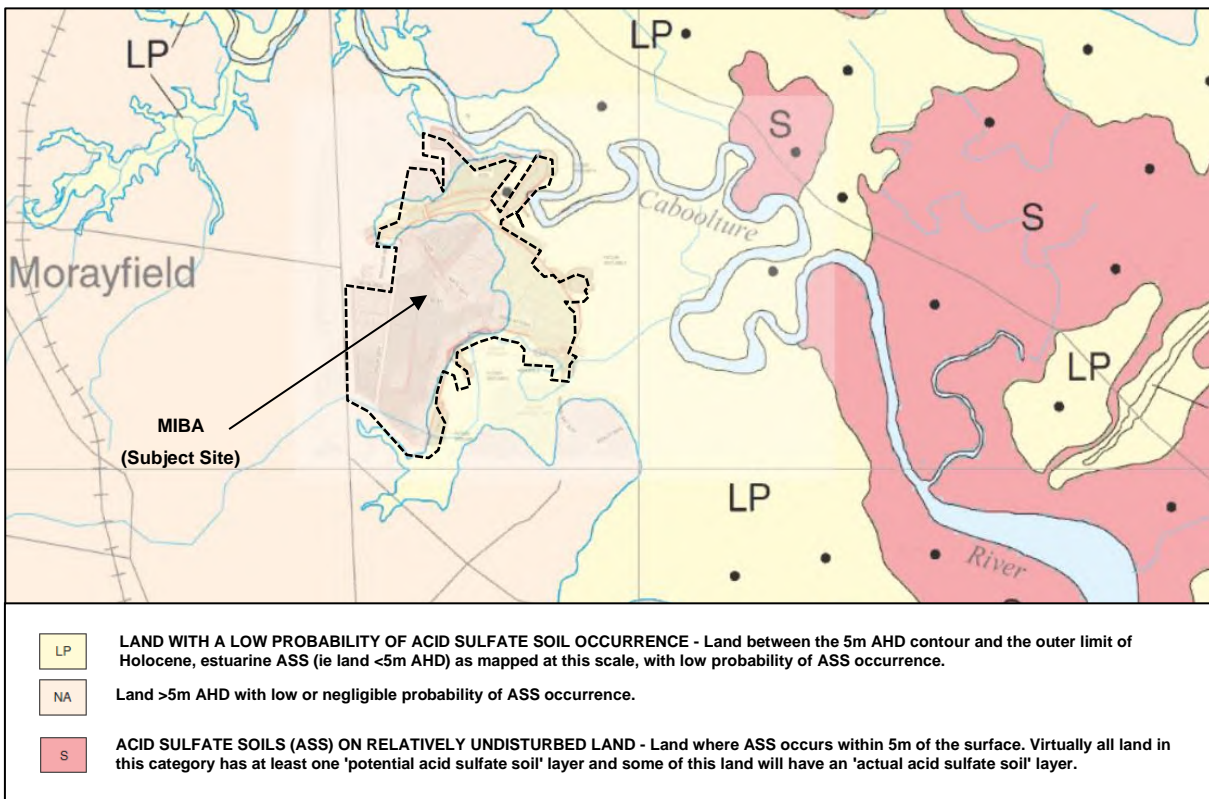 LP
LP
S
Caboolture
S
Morayfield
LP
MIBA
(Subject Site)
LP
River
LP
LAND WITH A LOW PROBABILITY OF ACID SULFATE SOIL OCCURRENCE - Land between the 5m AHD contour and the outer limit of
Holocene, estuarine ASS (ie land <5m AHD) as mapped at this scale, with low probability of ASS occurrence.
NA
Land >5m AHD with low or negligible probability of ASS occurrence.
S
ACID SULFATE SOILS (ASS) ON RELATIVELY UNDISTURBED LAND - Land where ASS occurs within 5m of the surface. Virtually all land in
this category has at least one 'potential acid sulfate soil' layer and some of this land will have an 'actual acid sulfate soil' layer.